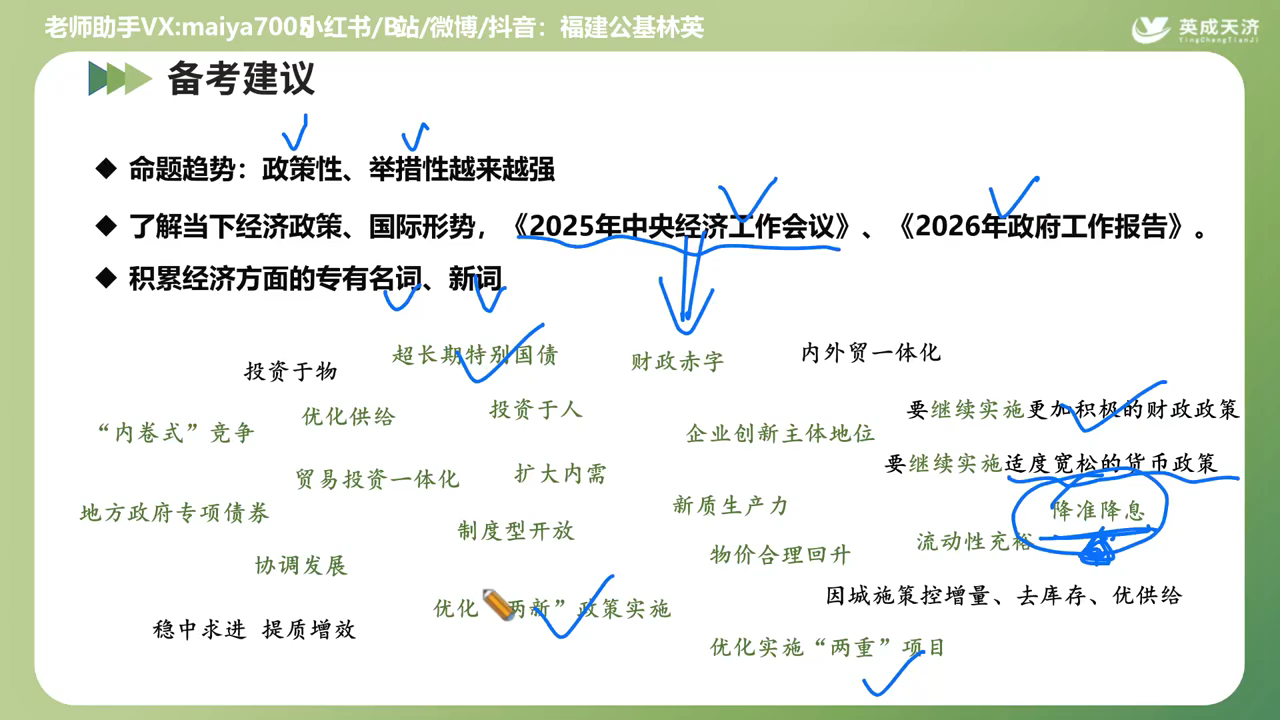 老师助手VX:maiya7005小红书/B站/微博/抖音：福建公基林英
英成天济
YingChengTianJi
备考建议
◆ 命题趋势：政策性、举措性越来越强
◆ 了解当下经济政策、国际形势，《2025年中央经济工作会议》、《2026年政府工作报告》。
◆ 积累经济方面的专有名词、新词
投资于物
超长期特别国债
财政赤字
内外贸一体化
“内卷式”竞争
优化供给
投资于人
企业创新主体地位
要继续实施更加积极的财政政策
要继续实施适度宽松的货币政策
贸易投资一体化
扩大内需
地方政府专项债券
制度型开放
新质生产力
降准降息
流动性充裕
协调发展
物价合理回升
优化“两新”政策实施
因城施策控增量、去库存、优供给
稳中求进 提质增效
优化实施“两重”项目